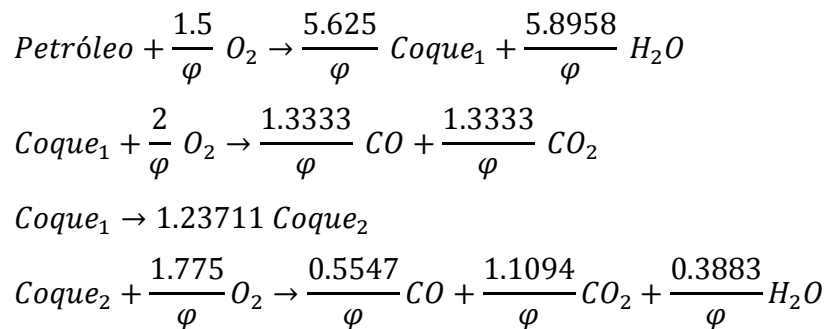 Petróleo + 1.5/φ O₂ → 5.625/φ Coque₁ + 5.8958/φ H₂O
Coque₁ + 2/φ O₂ → 1.3333/φ CO + 1.3333/φ CO₂
Coque₁ → 1.23711 Coque₂
Coque₂ + 1.775/φ O₂ → 0.5547/φ CO + 1.1094/φ CO₂ + 0.3883/φ H₂O